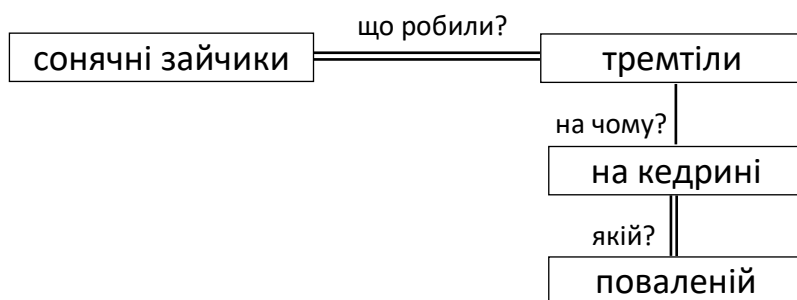 що робили?
сонячні зайчики тремтіли
на чому?
на кедрині
якій?
поваленій